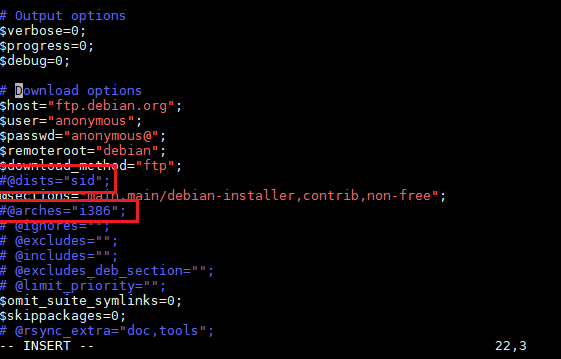 # Output options
$verbose=0;
$progress=0;
$debug=0;
# Download options
$host="ftp.debian.org";
$user="anonymous";
$passwd="anonymous@";
$remoteroot="debian";
$download_method="ftp";
#@dists="sid";
@sections="main,main/debian-installer,contrib,non-free";
#@arches="i386";
# @ignores="";
# @excludes="";
# @includes="";
# @excludes_deb_section="";
# @limit_priority="";
$omit_suite_symlinks=0;
$skippackages=0;
# @rsync_extra="doc,tools";
-- INSERT -- 22,3